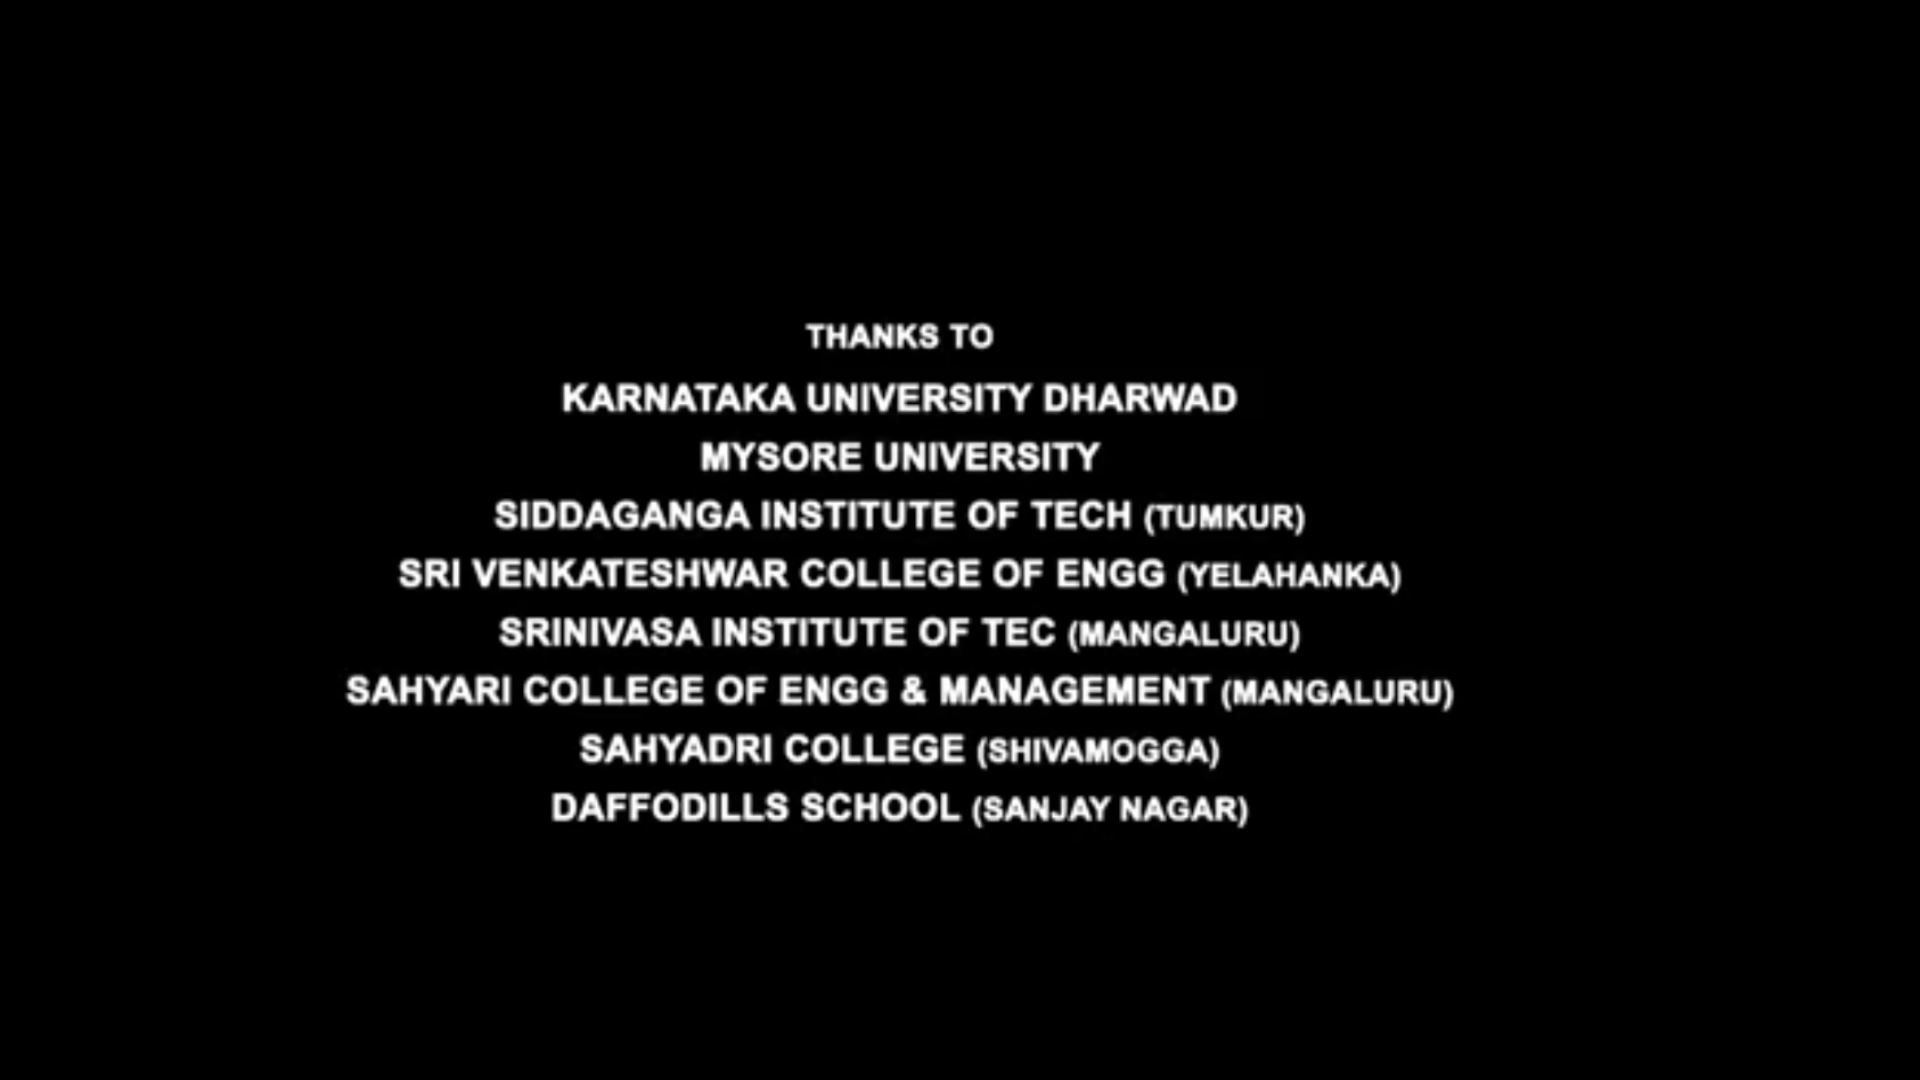 THANKS TO
KARNATAKA UNIVERSITY DHARWAD
MYSORE UNIVERSITY
SIDDAGANGA INSTITUTE OF TECH (TUMKUR)
SRI VENKATESHWAR COLLEGE OF ENGG (YELAHANKA)
SRINIVASA INSTITUTE OF TEC (MANGALURU)
SAHYARI COLLEGE OF ENGG & MANAGEMENT (MANGALURU)
SAHYADRI COLLEGE (SHIVAMOGGA)
DAFFODILLS SCHOOL (SANJAY NAGAR)